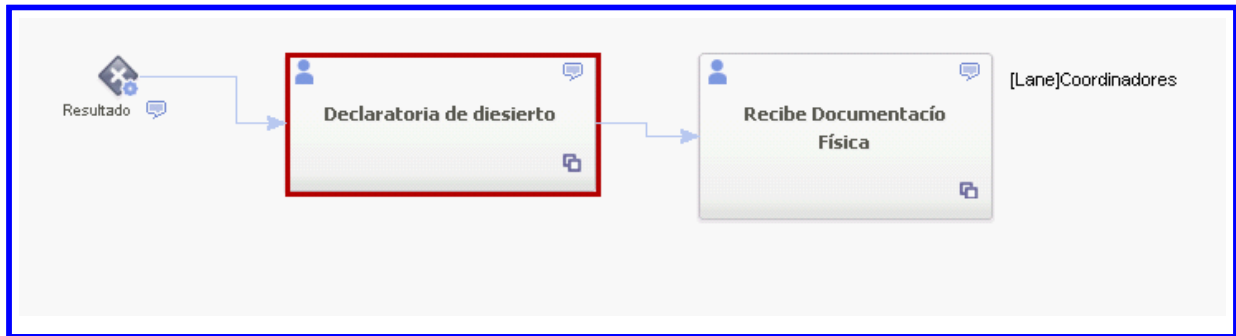 Resultado
Declaratoria de diesierto
Recibe Documentacío
Física
[Lane]Coordinadores